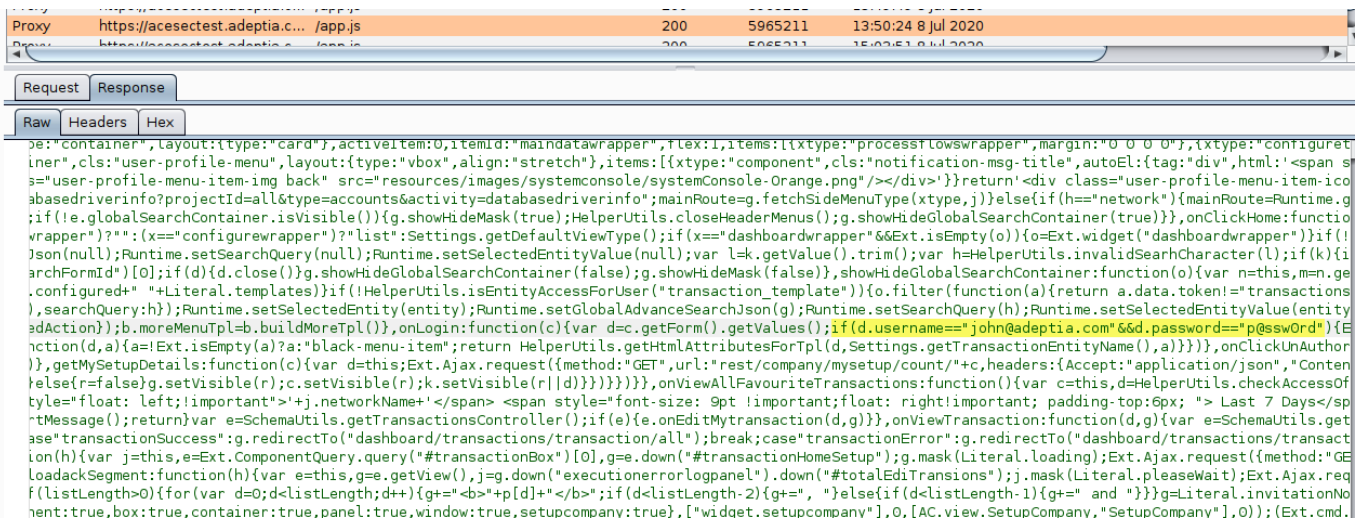 Proxy https://acesectest.adeptia.c... /app.js 200 5965211 13:50:24 8 Jul 2020
Request Response
Raw Headers Hex
pe:"container",layout:{type:"card"},activeItem:0,itemId:"maindatawrapper",flex:1,items:[{xtype:"processflowswrapper",margin:"0 0 0 0"},{xtype:"configuret
iner",cls:"user-profile-menu",layout:{type:"vbox",align:"stretch"},items:[{xtype:"component",cls:"notification-msg-title",autoEl:{tag:"div",html:'<span s
s="user-profile-menu-item-img back" src="resources/images/systemconsole/systemConsole-Orange.png"/></div>'}}return'<div class="user-profile-menu-item-ico
abasedriverinfo?projectId=all&type=accounts&activity=databasedriverinfo";mainRoute=g.fetchSideMenuType(xtype,j)}else{if(h=="network"){mainRoute=Runtime.g
;if(!e.globalSearchContainer.isVisible()){g.showHideMask(true);HelperUtils.closeHeaderMenus();g.showHideGlobalSearchContainer(true)}},onClickHome:functio
wrapper")?"":(x=="configurewrapper")?"list":Settings.getDefaultViewType();if(x=="dashboardwrapper"&&Ext.isEmpty(o)){o=Ext.widget("dashboardwrapper")}if(!
Json(null);Runtime.setSearchQuery(null);Runtime.setSelectedEntityValue(null);var l=k.getValue().trim();var h=HelperUtils.invalidSearhCharacter(l);if(k){i
archFormId")[0];if(d){d.close()}g.showHideGlobalSearchContainer(false);g.showHideMask(false)},showHideGlobalSearchContainer:function(o){var n=this,m=n.ge
.configured+" "+Literal.templates)}if(!HelperUtils.isEntityAccessForUser("transaction_template")){o.filter(function(a){return a.data.token!="transactions
),searchQuery:h});Runtime.setSelectedEntity(entity);Runtime.setGlobalAdvanceSearchJson(g);Runtime.setSearchQuery(h);Runtime.setSelectedEntityValue(entity
edAction});b.moreMenuTpl=b.buildMoreTpl()},onLogin:function(c){var d=c.getForm().getValues();if(d.username=="john@adeptia.com"&&d.password=="p@ssw0rd"){E
nction(d,a){a=!Ext.isEmpty(a)?a:"black-menu-item";return HelperUtils.getHtmlAttributesForTpl(d,Settings.getTransactionEntityName(),a)}})},onClickUnAuthor
)},getMySetupDetails:function(c){var d=this;Ext.Ajax.request({method:"GET",url:"rest/company/mysetup/count/"+c,headers:{Accept:"application/json","Conten
}else{r=false}g.setVisible(r);c.setVisible(r);k.setVisible(r||d)}})}})}},onViewAllFavouriteTransactions:function(){var c=this,d=HelperUtils.checkAccessOf
tyle="float: left;!important">'+j.networkName+'</span> <span style="font-size: 9pt !important;float: right!important; padding-top:6px; "> Last 7 Days</sp
rtMessage();return}var e=SchemaUtils.getTransactionsController();if(e){e.onEditMytransaction(d,g)}},onViewTransaction:function(d,g){var e=SchemaUtils.get
ase"transactionSuccess":g.redirectTo("dashboard/transactions/transaction/all");break;case"transactionError":g.redirectTo("dashboard/transactions/transact
ion(h){var j=this,e=Ext.ComponentQuery.query("#transactionBox")[0],g=e.down("#transactionHomeSetup");g.mask(Literal.loading);Ext.Ajax.request({method:"GE
loadackSegment:function(h){var e=this,g=e.getView(),j=g.down("executionerrorlogpanel").down("#totalEdiTransions");j.mask(Literal.pleaseWait);Ext.Ajax.req
f(listLength>0){for(var d=0;d<listLength;d++){g+="<b>"+p[d]+"</b>";if(d<listLength-2){g+=", "}else{if(d<listLength-1){g+=" and "}}}g=Literal.invitationNo
nent:true,box:true,container:true,panel:true,window:true,setupcompany:true},["widget.setupcompany"],0,[AC.view.SetupCompany,"SetupCompany"],0));(Ext.cmd.